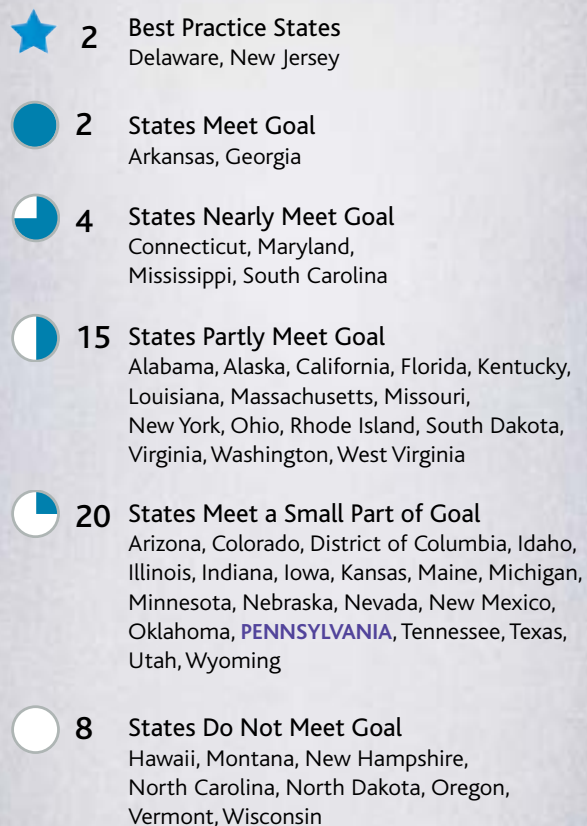 2 Best Practice States
Delaware, New Jersey
2 States Meet Goal
Arkansas, Georgia
4 States Nearly Meet Goal
Connecticut, Maryland,
Mississippi, South Carolina
15 States Partly Meet Goal
Alabama, Alaska, California, Florida, Kentucky,
Louisiana, Massachusetts, Missouri,
New York, Ohio, Rhode Island, South Dakota,
Virginia, Washington, West Virginia
20 States Meet a Small Part of Goal
Arizona, Colorado, District of Columbia, Idaho,
Illinois, Indiana, Iowa, Kansas, Maine, Michigan,
Minnesota, Nebraska, Nevada, New Mexico,
Oklahoma, PENNSYLVANIA, Tennessee, Texas,
Utah, Wyoming
8 States Do Not Meet Goal
Hawaii, Montana, New Hampshire,
North Carolina, North Dakota, Oregon,
Vermont, Wisconsin